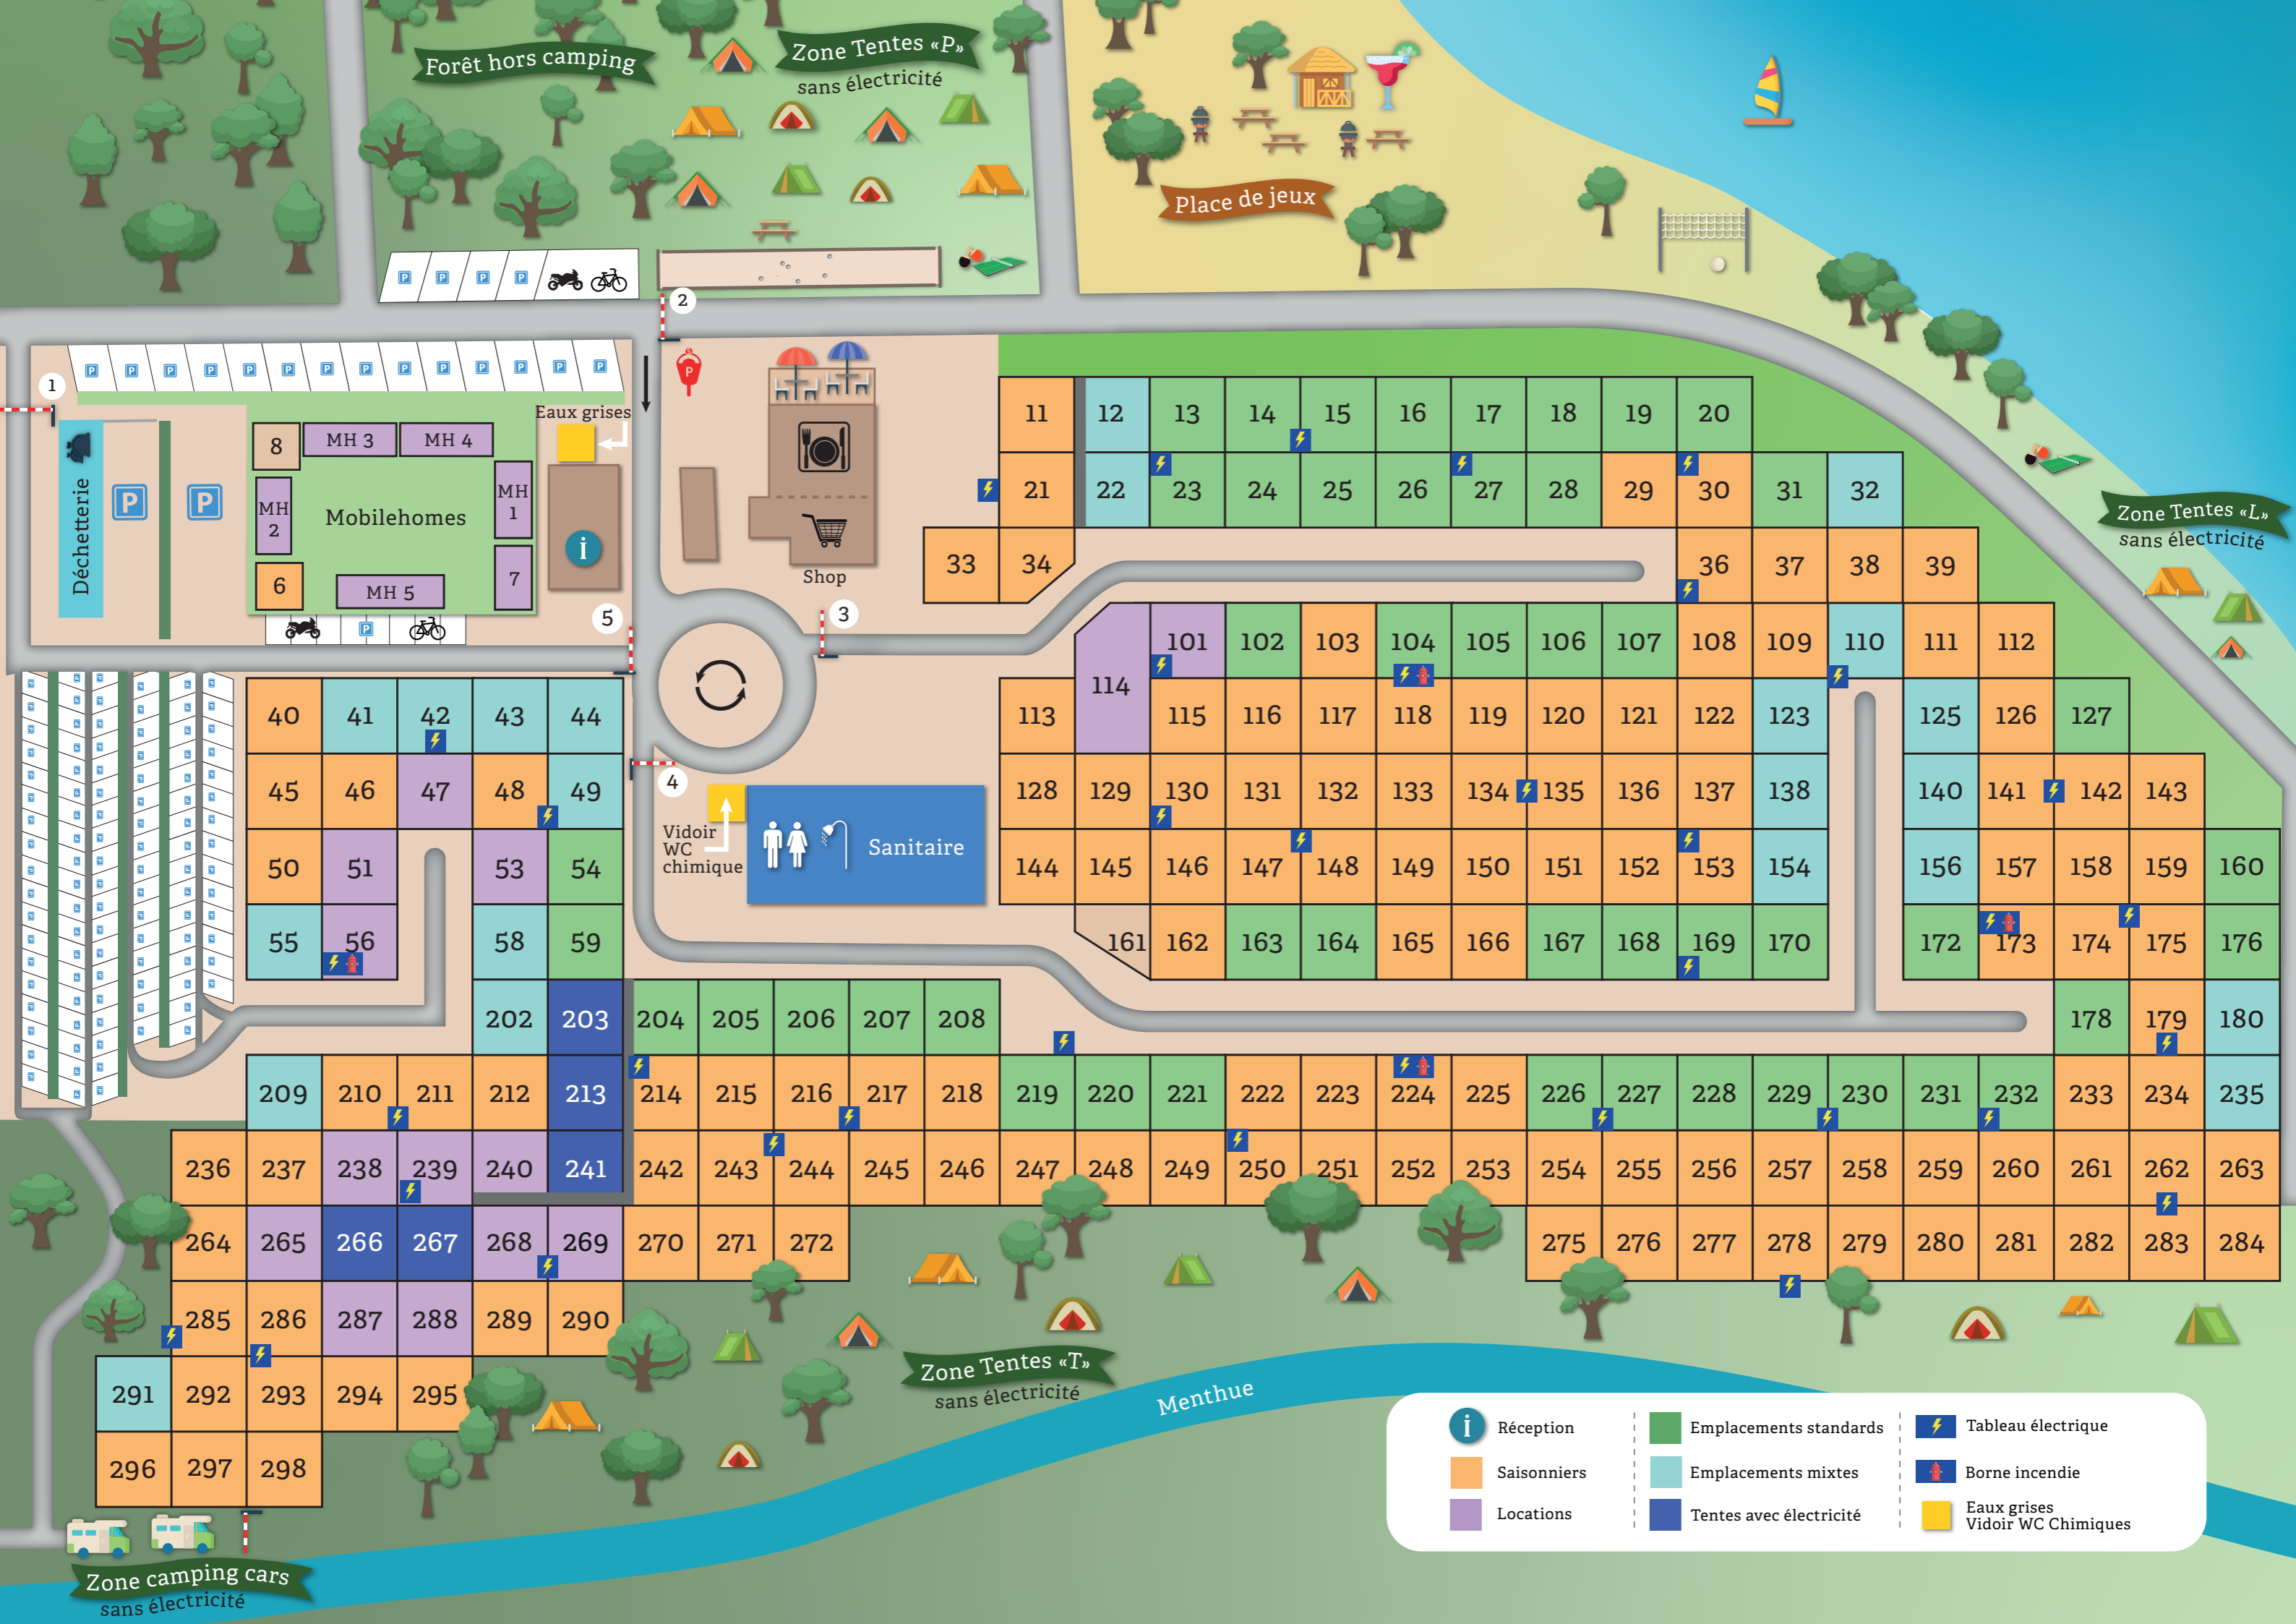 Forêt hors camping
Zone Tentes «P»
sans électricité
Place de jeux
P P P P
2
P P P P P P P P P P P P P P
P
1
Eaux grises
Déchetterie
P P
8 MH 3 MH 4
MH 2
MH 1
Mobilehomes
6 MH 5 7
i
P
Shop
5
3
4
Zone Tentes «L»
sans électricité
11 12 13 14 15 16 17 18 19 20
21 22 23 24 25 26 27 28 29 30 31 32
33 34 36 37 38 39
101 102 103 104 105 106 107 108 109 110 111 112
114
40 41 42 43 44
113 115 116 117 118 119 120 121 122 123 125 126 127
45 46 47 48 49
128 129 130 131 132 133 134 135 136 137 138 140 141 142 143
Vidoir
WC
chimique
Sanitaire
50 51 53 54
144 145 146 147 148 149 150 151 152 153 154 156 157 158 159 160
55 56 58 59
161 162 163 164 165 166 167 168 169 170 172 173 174 175 176
202 203 204 205 206 207 208 178 179 180
209 210 211 212 213 214 215 216 217 218 219 220 221 222 223 224 225 226 227 228 229 230 231 232 233 234 235
236 237 238 239 240 241 242 243 244 245 246 247 248 249 250 251 252 253 254 255 256 257 258 259 260 261 262 263
264 265 266 267 268 269 270 271 272 275 276 277 278 279 280 281 282 283 284
285 286 287 288 289 290
291 292 293 294 295
296 297 298
Zone Tentes «T»
sans électricité
Menthue
Zone camping cars
sans électricité
i Réception
Saisonniers
Locations
Emplacements standards
Emplacements mixtes
Tentes avec électricité
Tableau électrique
Borne incendie
Eaux grises
Vidoir WC Chimiques